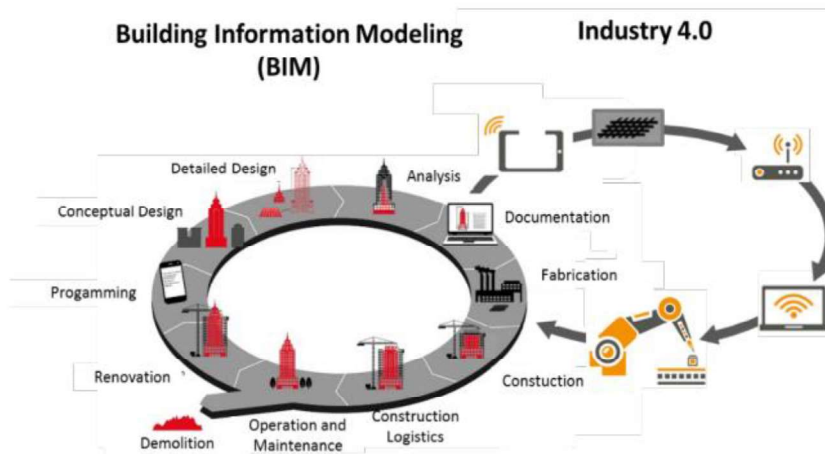 Building Information Modeling
(BIM)
Industry 4.0
Detailed Design
Analysis
Conceptual Design
Documentation
Progamming
Fabrication
Renovation
Constuction
Demolition
Operation and
Maintenance
Construction
Logistics